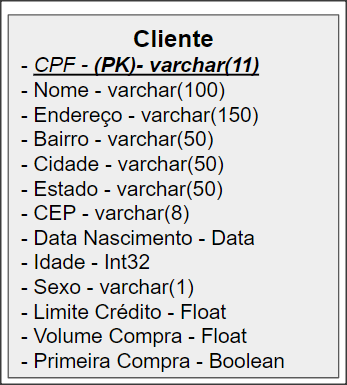 Cliente
- CPF - (PK)- varchar(11)
- Nome - varchar(100)
- Endereço - varchar(150)
- Bairro - varchar(50)
- Cidade - varchar(50)
- Estado - varchar(50)
- CEP - varchar(8)
- Data Nascimento - Data
- Idade - Int32
- Sexo - varchar(1)
- Limite Crédito - Float
- Volume Compra - Float
- Primeira Compra - Boolean